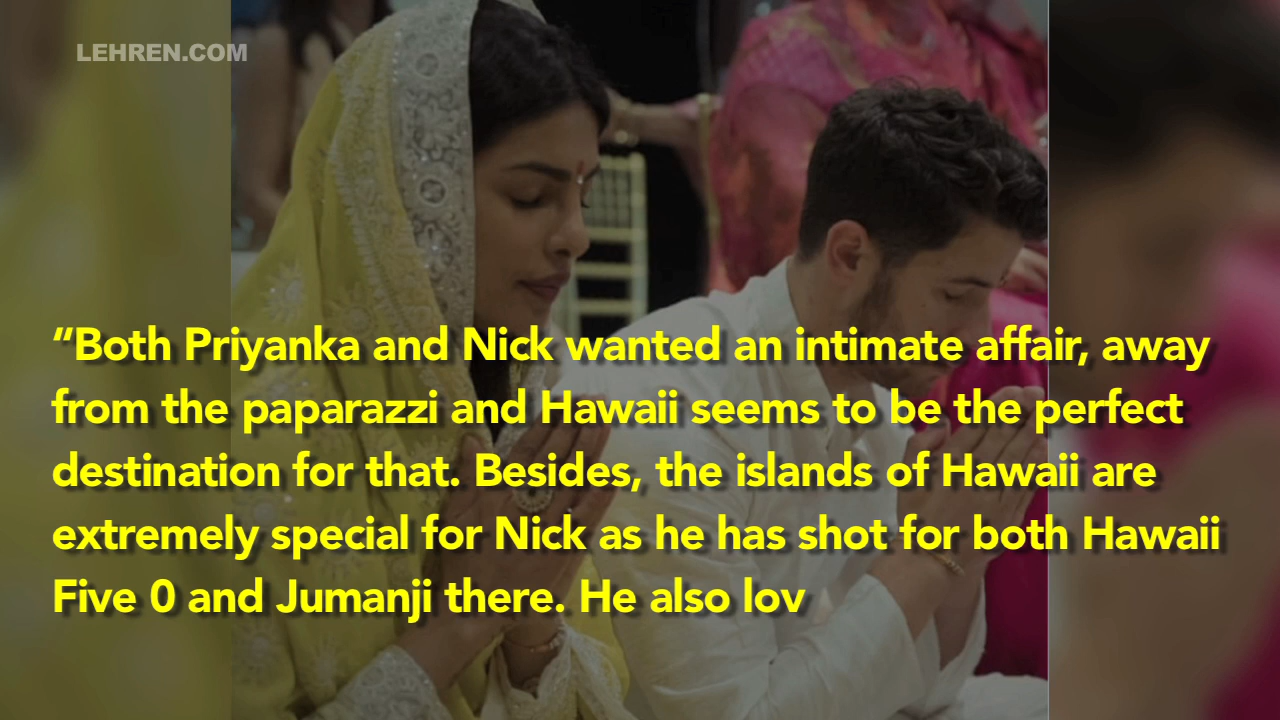 LEHREN.COM
“Both Priyanka and Nick wanted an intimate affair, away
from the paparazzi and Hawaii seems to be the perfect
destination for that. Besides, the islands of Hawaii are
extremely special for Nick as he has shot for both Hawaii
Five 0 and Jumanji there. He also lov